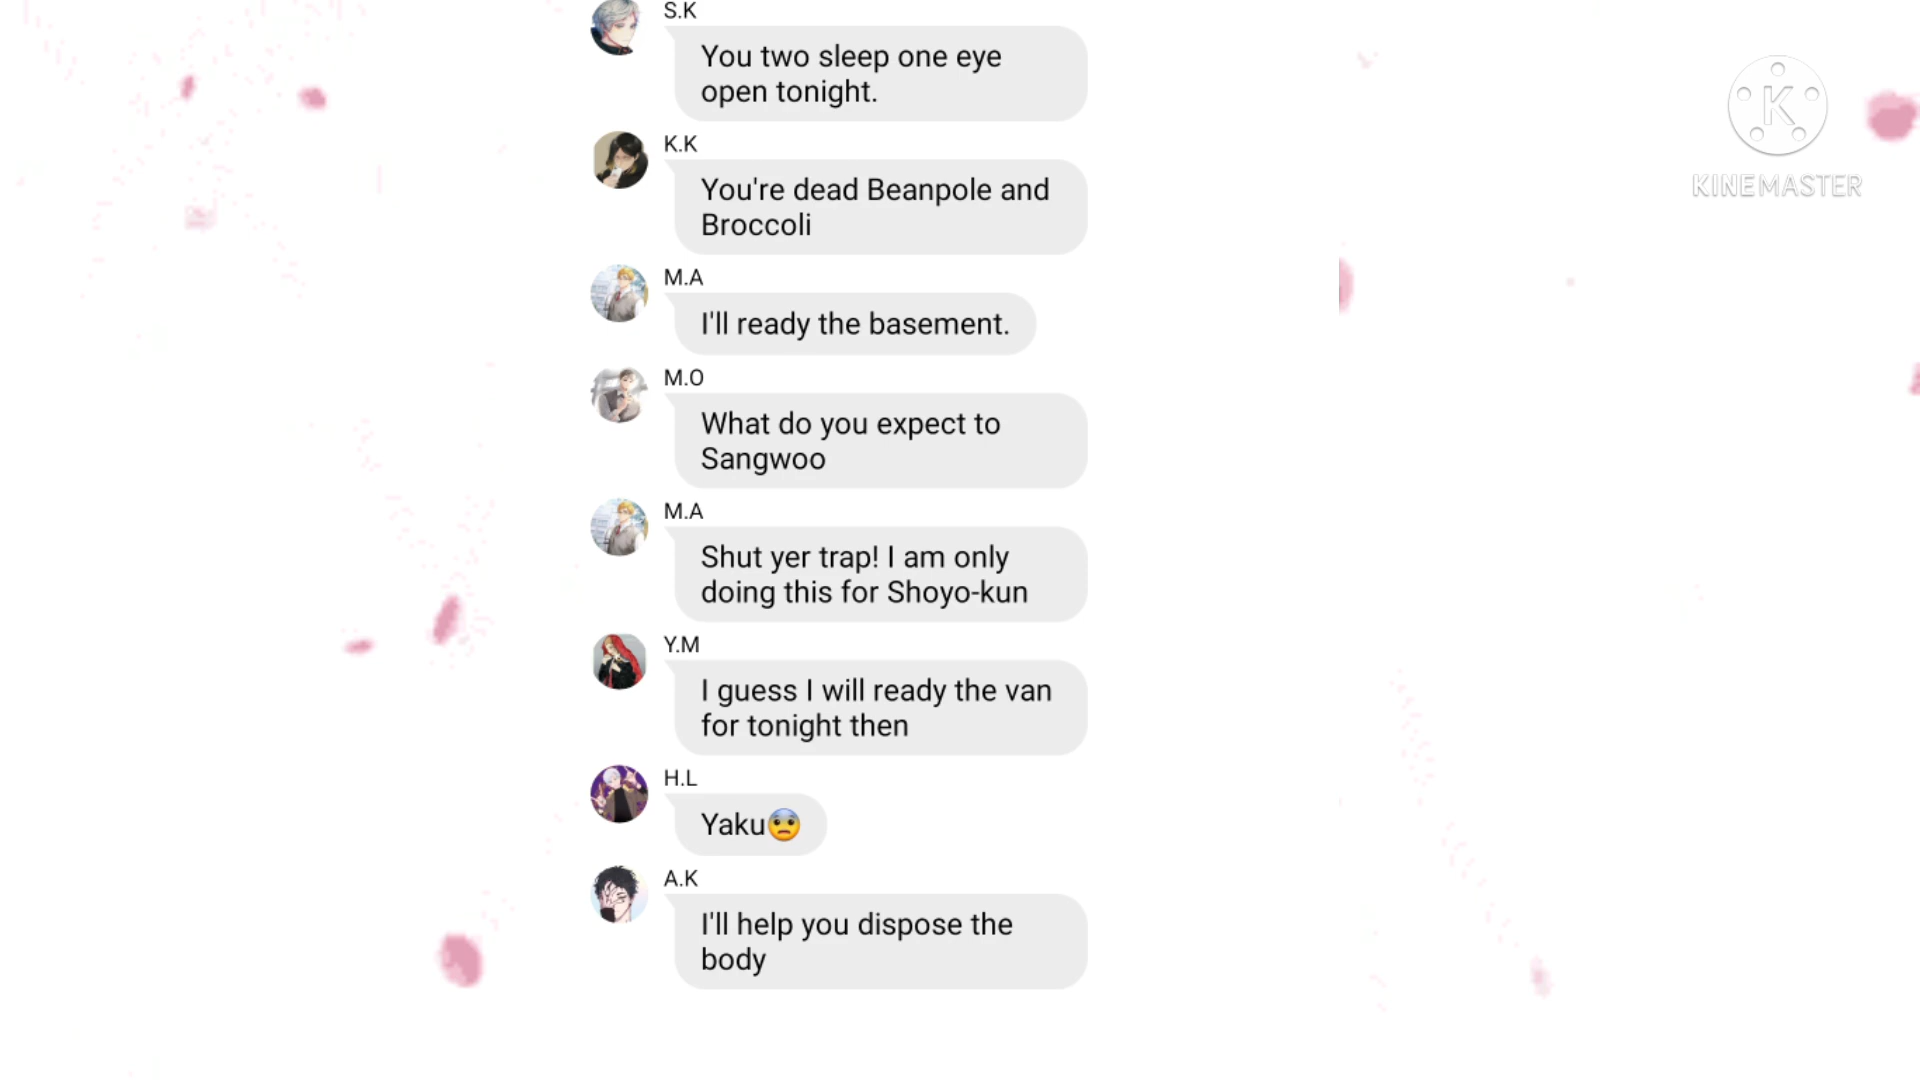 S.K
You two sleep one eye
open tonight.
K.K
You're dead Beanpole and
Broccoli
M.A
I'll ready the basement.
M.O
What do you expect to
Sangwoo
M.A
Shut yer trap! I am only
doing this for Shoyo-kun
Y.M
I guess I will ready the van
for tonight then
H.L
Yaku😨
A.K
I'll help you dispose the
body
K
KINEMASTER